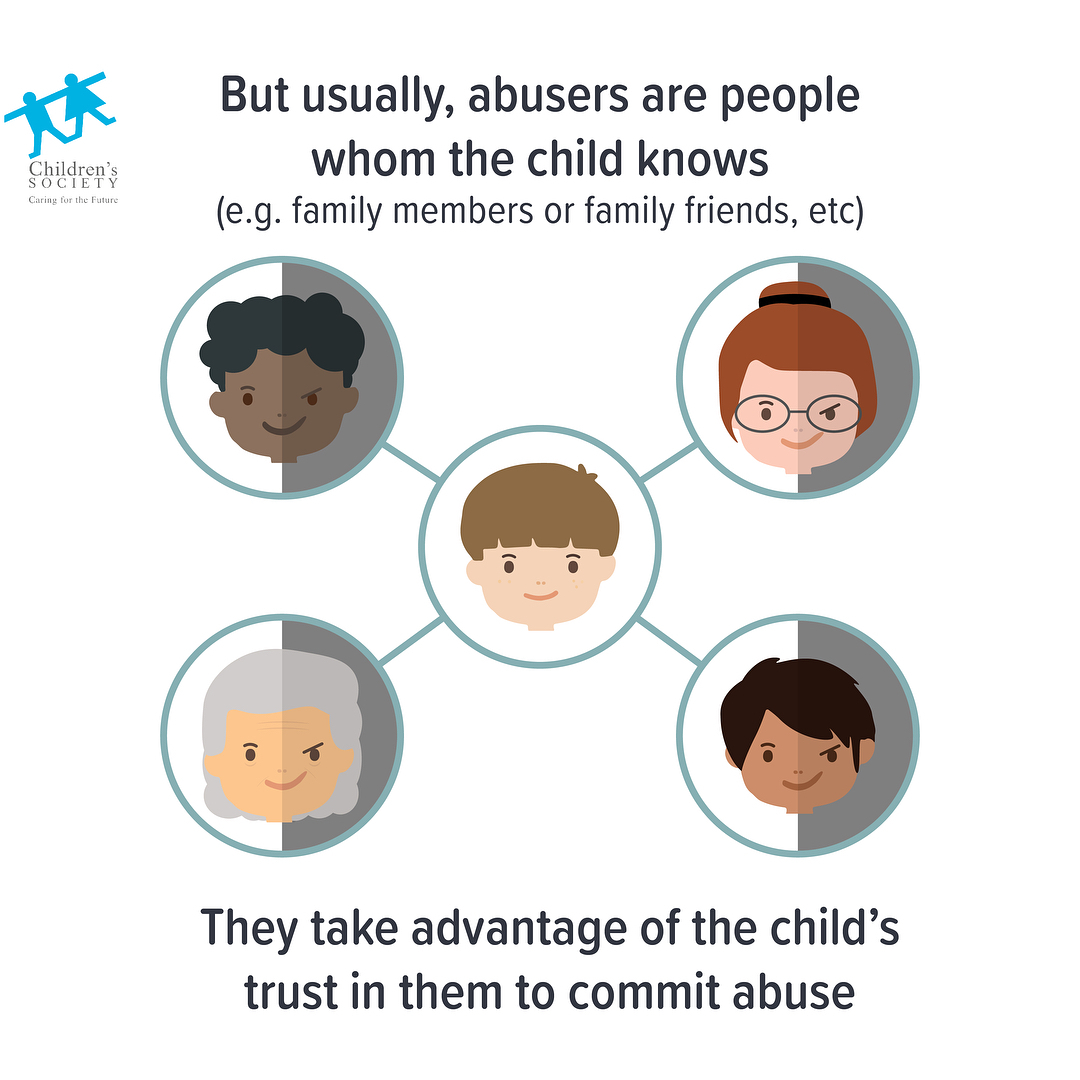 But usually, abusers are people
whom the child knows
(e.g. family members or family friends, etc)
Children's
SOCIETY
Caring for the Future
They take advantage of the child’s
trust in them to commit abuse